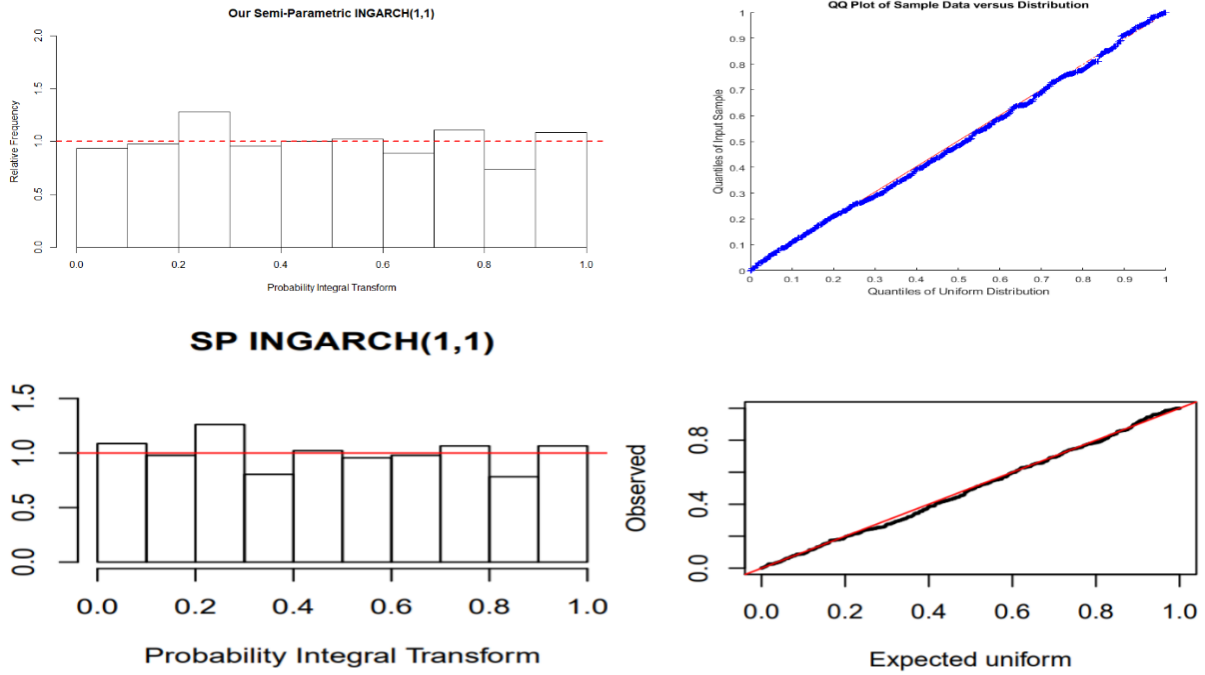 Our Semi-Parametric INGARCH(1,1)
Relative Frequency
2.0
1.5
1.0
0.5
0.0
0.0 0.2 0.4 0.6 0.8 1.0
Probability Integral Transform
QQ Plot of Sample Data versus Distribution
Quantiles of Input Sample
1
0.9
0.8
0.7
0.6
0.5
0.4
0.3
0.2
0.1
0
0 0.1 0.2 0.3 0.4 0.5 0.6 0.7 0.8 0.9 1
Quantiles of Uniform Distribution
SP INGARCH(1,1)
1.5
1.0
0.5
0.0
0.0 0.2 0.4 0.6 0.8 1.0
Probability Integral Transform
Observed
0.8
0.4
0.0
0.0 0.2 0.4 0.6 0.8 1.0
Expected uniform